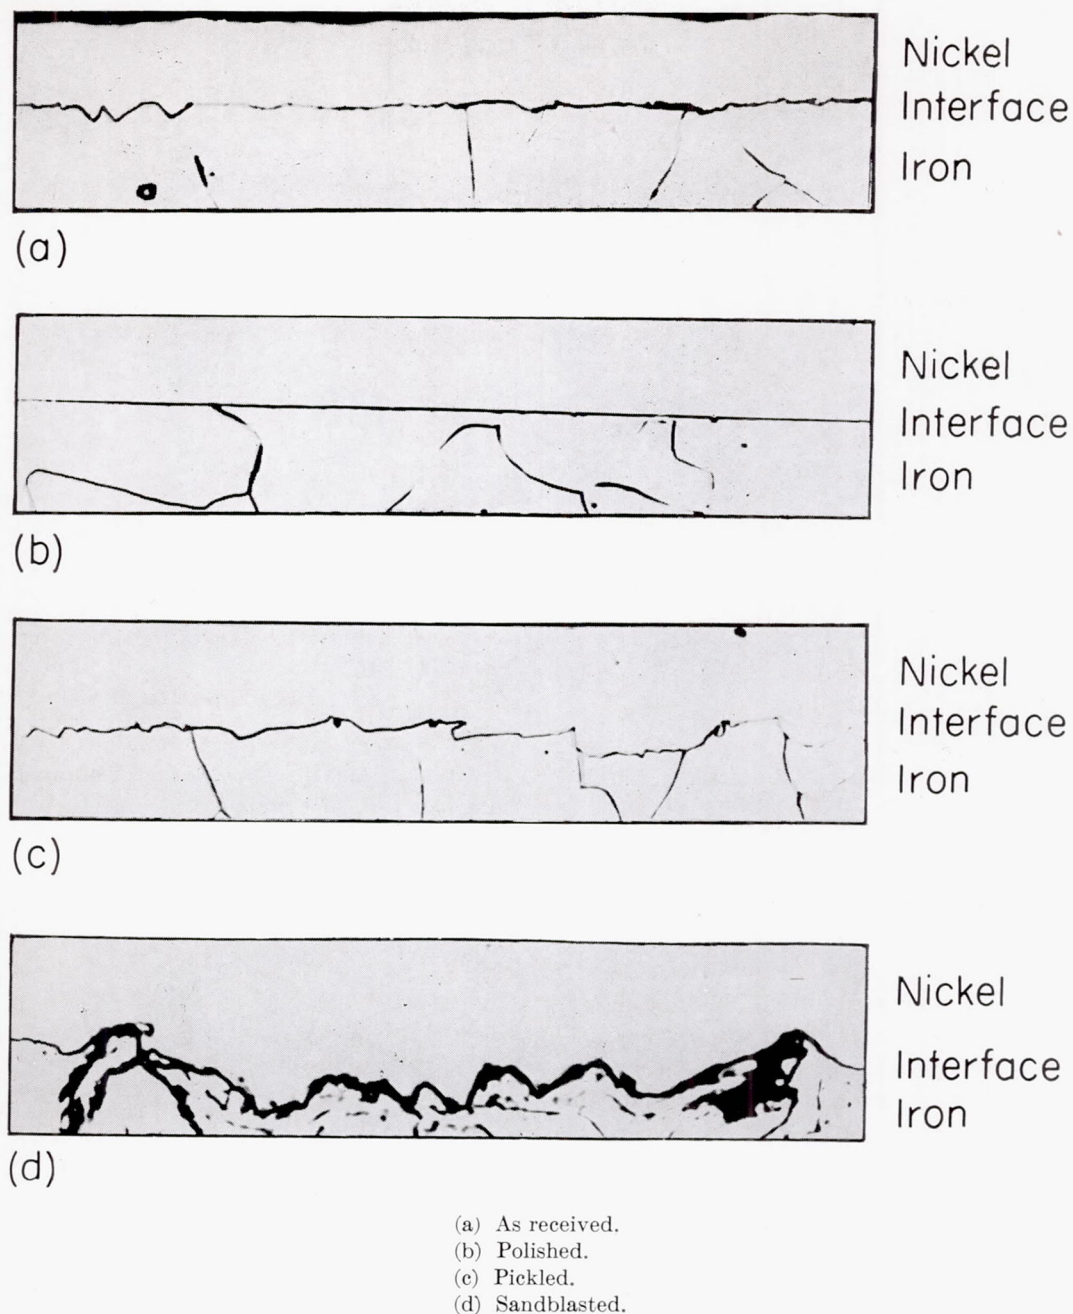 Nickel
Interface
Iron
(a)
Nickel
Interface
Iron
(b)
Nickel
Interface
Iron
(c)
Nickel
Interface
Iron
(d)
(a) As received.
(b) Polished.
(c) Pickled.
(d) Sandblasted.